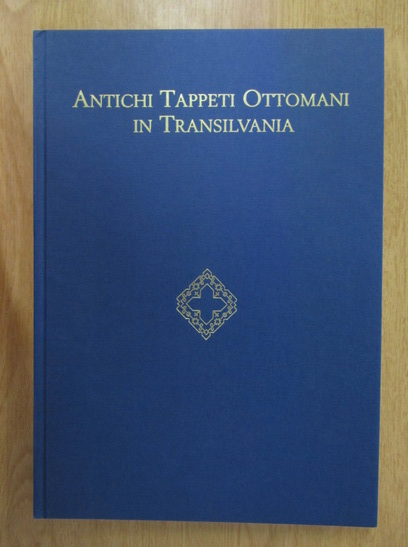 ANTICHI TAPPETI OTTOMANI
IN TRANSILVANIA